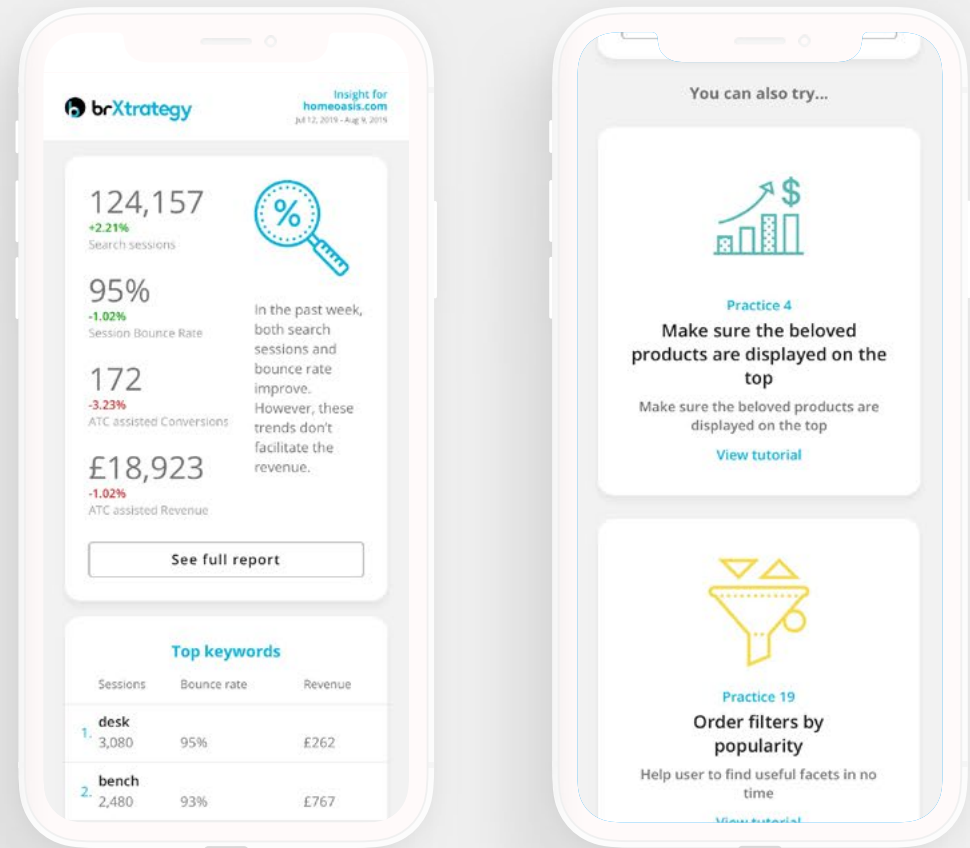 brXtrategy
Insight for
homeoasis.com
Jul 12, 2019 - Aug 9, 2019
124,157
+2.21%
Search sessions
95%
-1.02%
Session Bounce Rate
172
-3.23%
ATC assisted Conversions
£18,923
-1.02%
ATC assisted Revenue
%
In the past week,
both search
sessions and
bounce rate
improve.
However, these
trends don't
facilitate the
revenue.
See full report
Top keywords
Sessions Bounce rate Revenue
desk
1. 3,080 95% £262
bench
2. 2,480 93% £767
You can also try...
$
Practice 4
Make sure the beloved
products are displayed on the
top
Make sure the beloved products are
displayed on the top
View tutorial
Practice 19
Order filters by
popularity
Help user to find useful facets in no
time
View tutorial